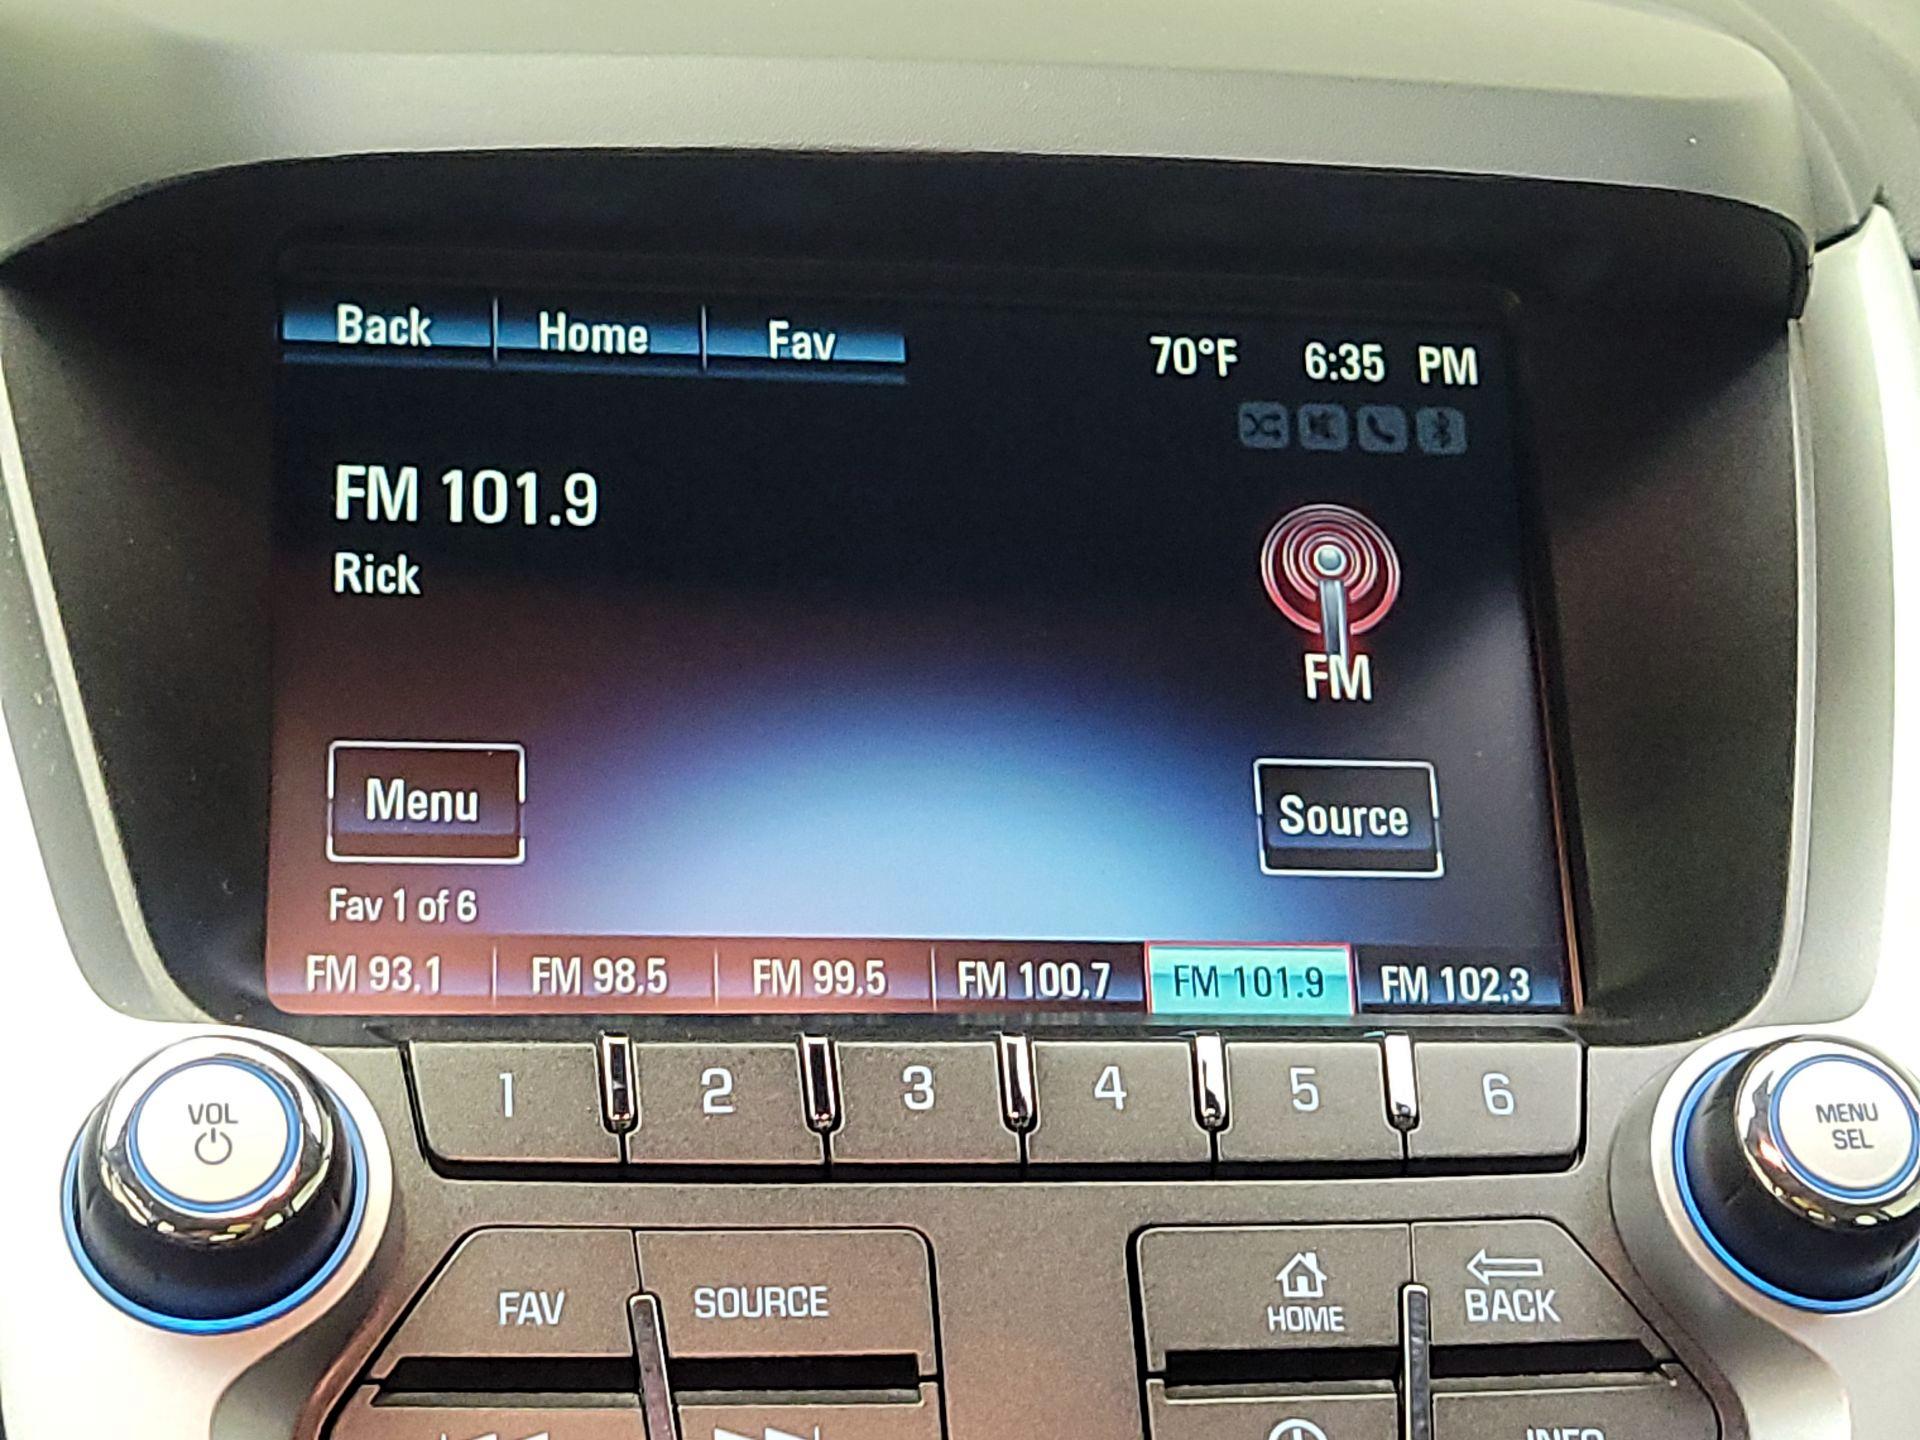 Back Home Fav 70°F 6:35 PM
FM 101.9
Rick
FM
Menu Source
Fav 1 of 6
FM 93.1 FM 98.5 FM 99.5 FM 100.7 FM 101.9 FM 102.3
1 2 3 4 5 6
VOL
MENU
SEL
FAV SOURCE
HOME
BACK
INFO